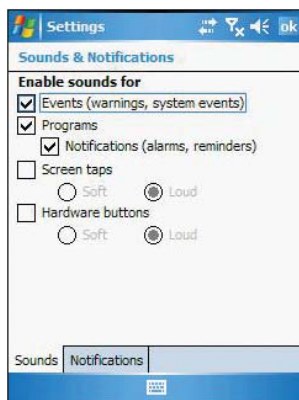 Settings
ok
Sounds & Notifications
Enable sounds for
Events (warnings, system events)
Programs
Notifications (alarms, reminders)
Screen taps
Soft Loud
Hardware buttons
Soft Loud
Sounds Notifications